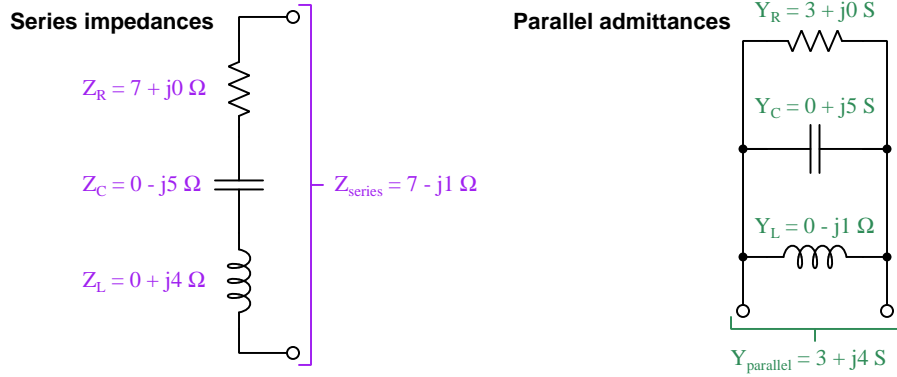 Series impedances
Z_R = 7 + j0 Ω
Z_C = 0 - j5 Ω
Z_series = 7 - j1 Ω
Z_L = 0 + j4 Ω
Parallel admittances
Y_R = 3 + j0 S
Y_C = 0 + j5 S
Y_L = 0 - j1 Ω
Y_parallel = 3 + j4 S